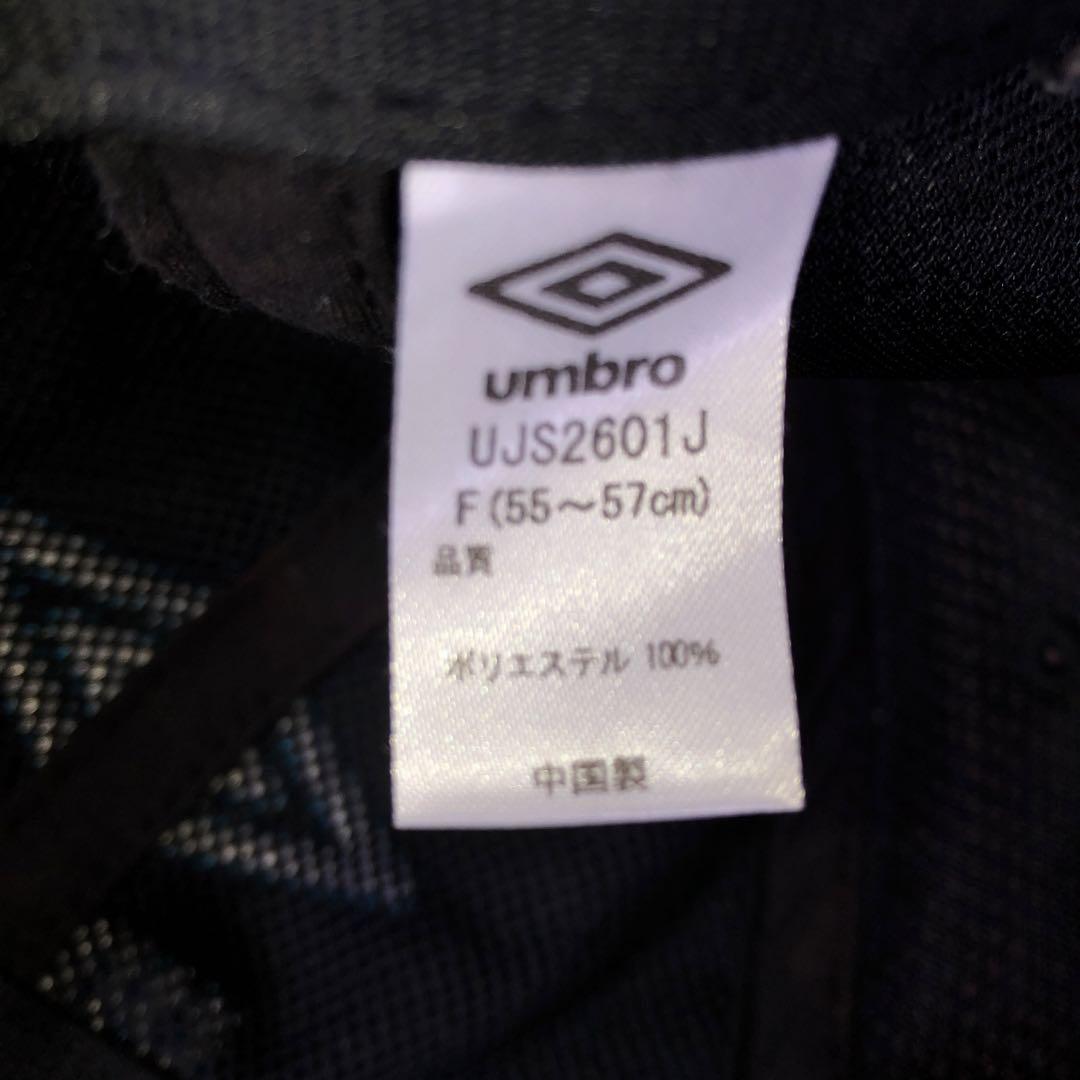 umbro
UJS2601J
F(55～57cm)
品質
ポリエステル 100%
中国製